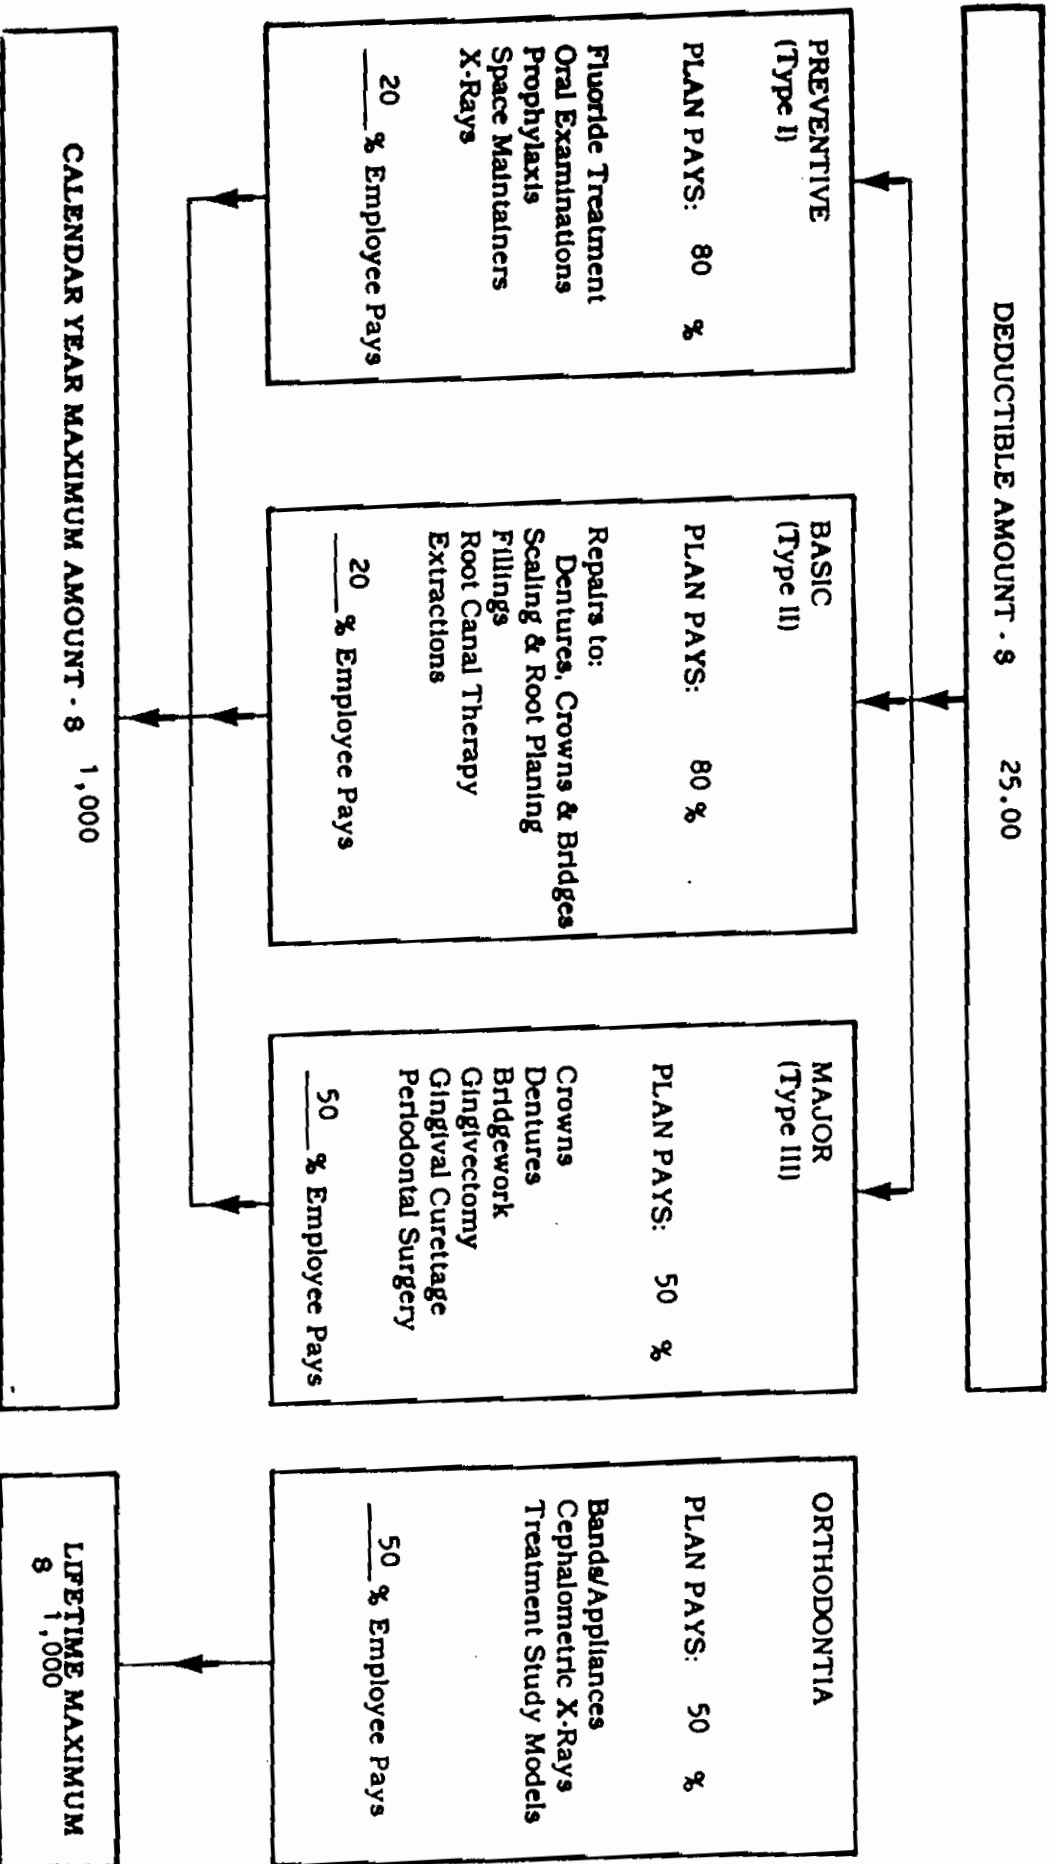 DEDUCTIBLE AMOUNT - $ 25.00
PREVENTIVE
(Type I)
PLAN PAYS: 80 %
Fluoride Treatment
Oral Examinations
Prophylaxis
Space Maintainers
X-Rays
20 % Employee Pays
BASIC
(Type II)
PLAN PAYS: 80 %
Repairs to:
Dentures, Crowns & Bridges
Scaling & Root Planing
Fillings
Root Canal Therapy
Extractions
20 % Employee Pays
MAJOR
(Type III)
PLAN PAYS: 50 %
Crowns
Dentures
Bridgework
Gingivectomy
Gingival Curettage
Periodontal Surgery
50 % Employee Pays
ORTHODONTIA
PLAN PAYS: 50 %
Bands/Appliances
Cephalometric X-Rays
Treatment Study Models
50 % Employee Pays
CALENDAR YEAR MAXIMUM AMOUNT - $ 1,000
LIFETIME MAXIMUM
$ 1,000